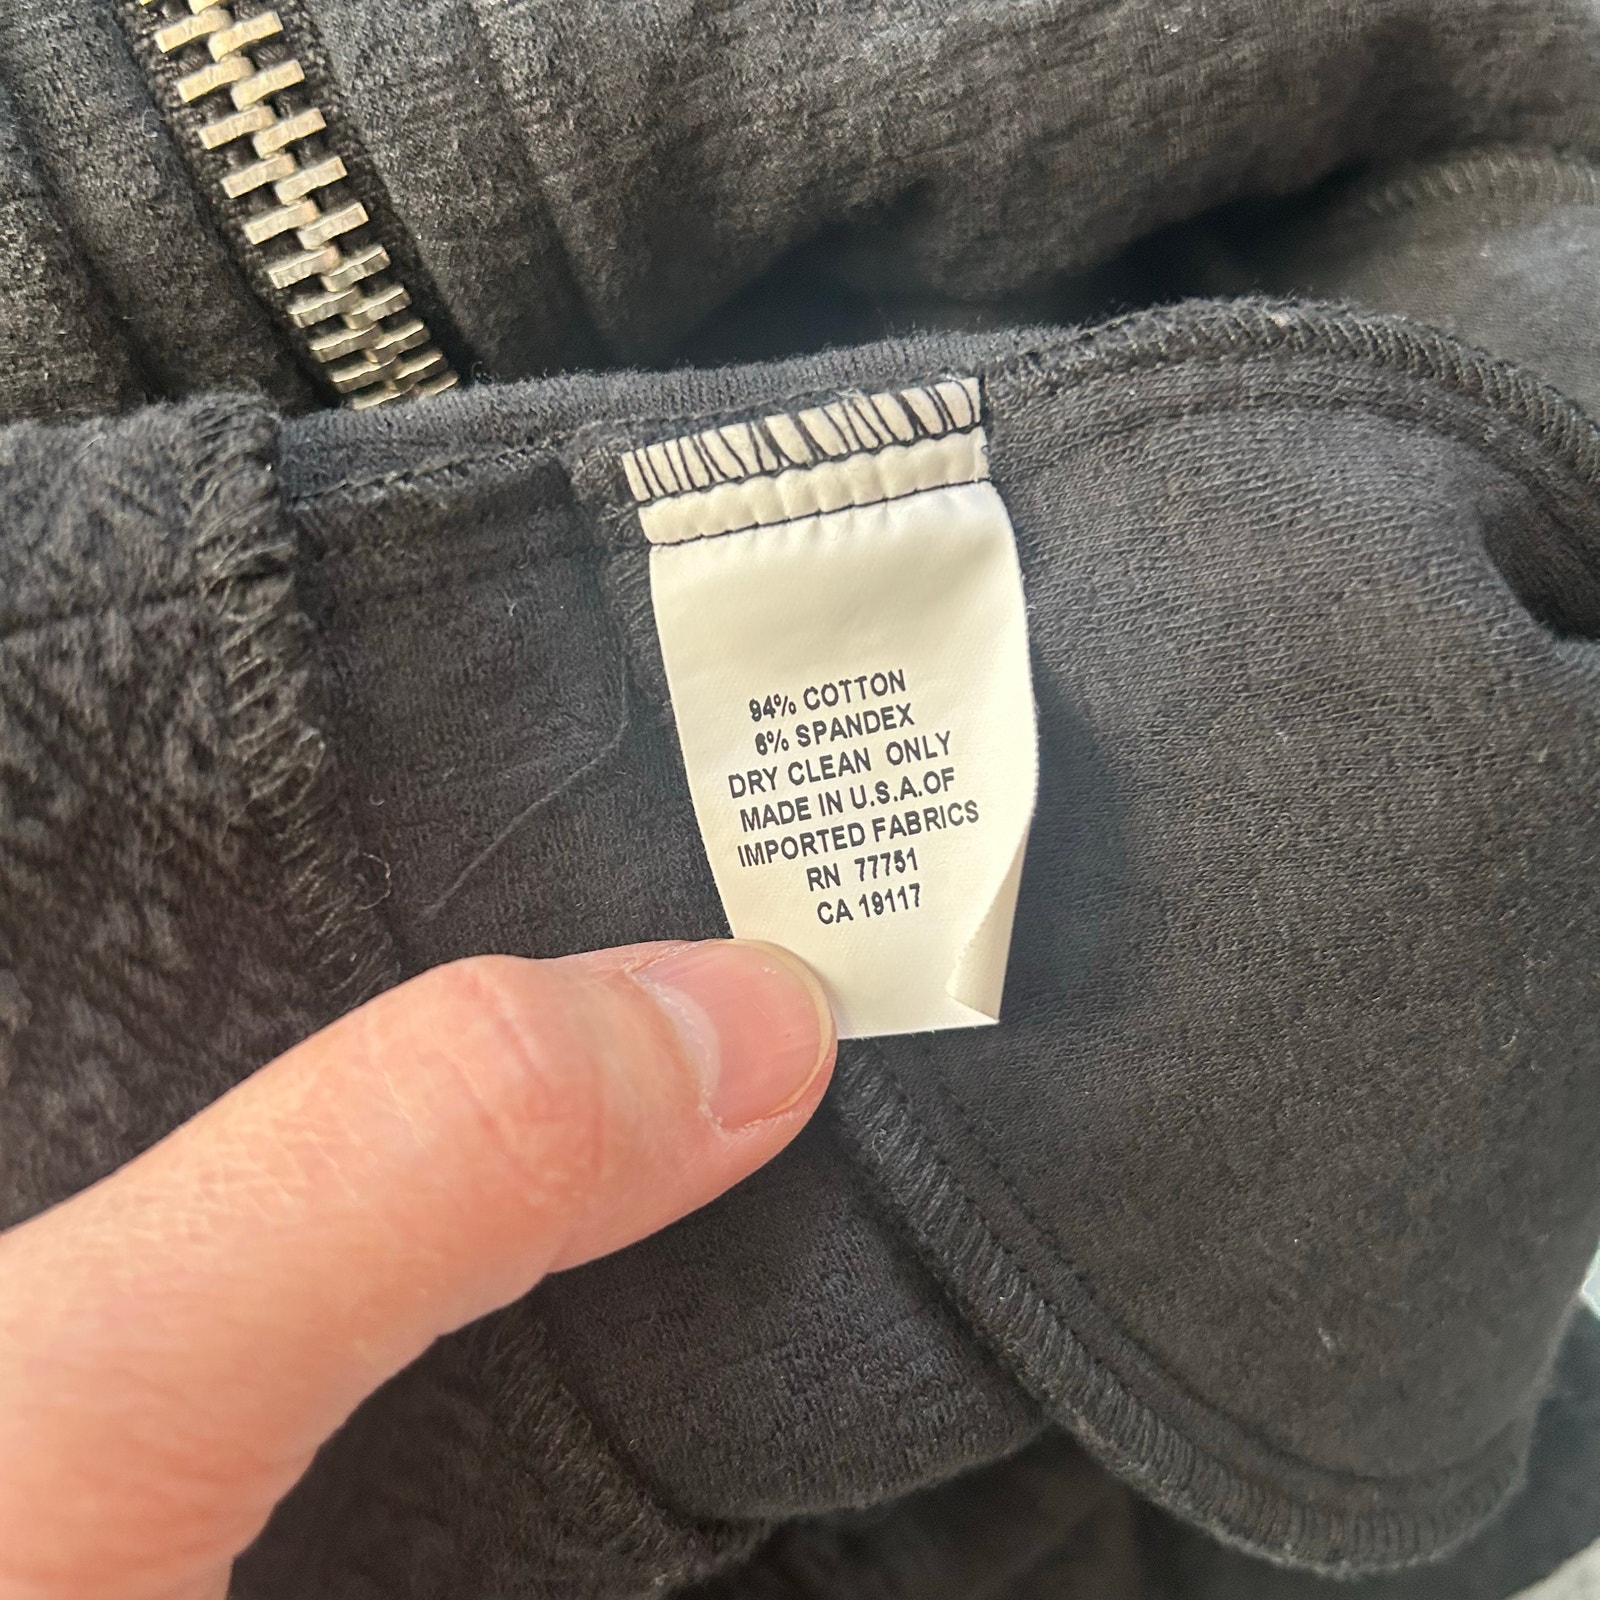 94% COTTON
6% SPANDEX
DRY CLEAN ONLY
MADE IN U.S.A.OF
IMPORTED FABRICS
RN 77751
CA 19117